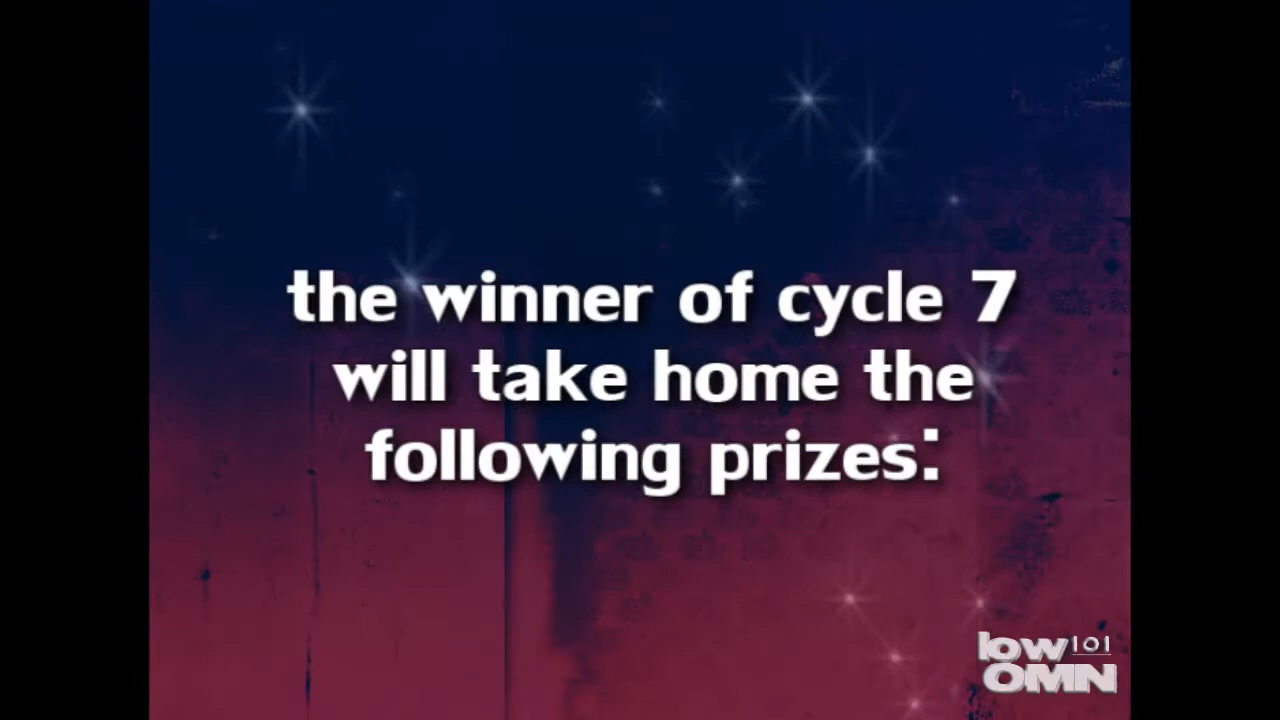 the winner of cycle 7
will take home the
following prizes:
low 101
OMN